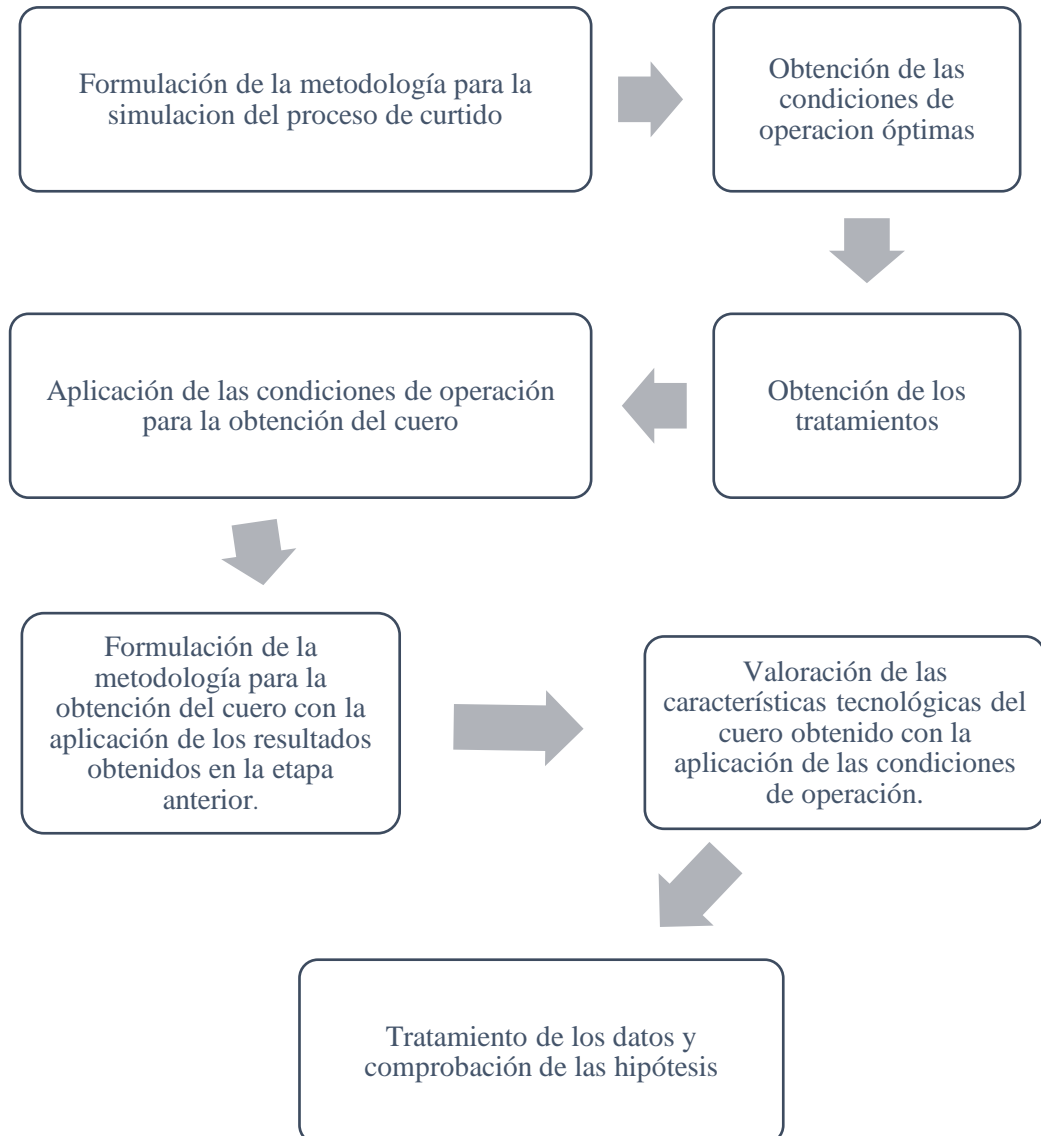 Formulación de la metodología para la
simulacion del proceso de curtido
Obtención de las
condiciones de
operacion óptimas
Obtención de los
tratamientos
Aplicación de las condiciones de operación
para la obtención del cuero
Formulación de la
metodología para la
obtención del cuero con la
aplicación de los resultados
obtenidos en la etapa
anterior.
Valoración de las
características tecnológicas del
cuero obtenido con la
aplicación de las condiciones
de operación.
Tratamiento de los datos y
comprobación de las hipótesis